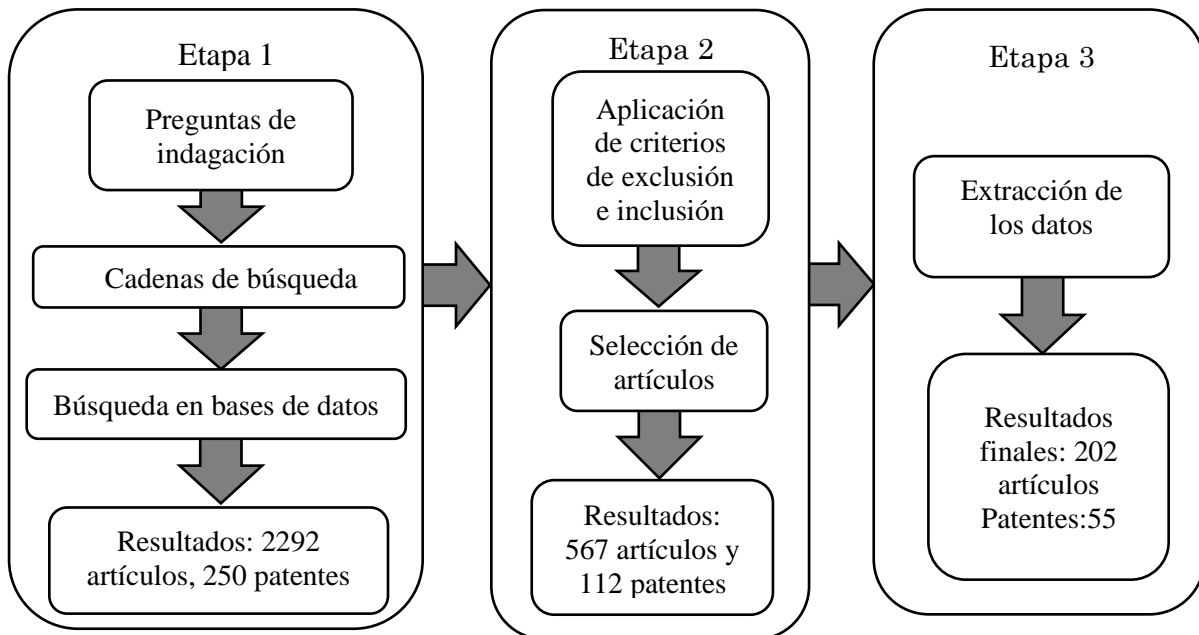 Etapa 1
Preguntas de
indagación
Cadenas de búsqueda
Búsqueda en bases de datos
Resultados: 2292
artículos, 250 patentes
Etapa 2
Aplicación
de criterios
de exclusión
e inclusión
Selección de
artículos
Resultados:
567 artículos y
112 patentes
Etapa 3
Extracción de
los datos
Resultados
finales: 202
artículos
Patentes:55